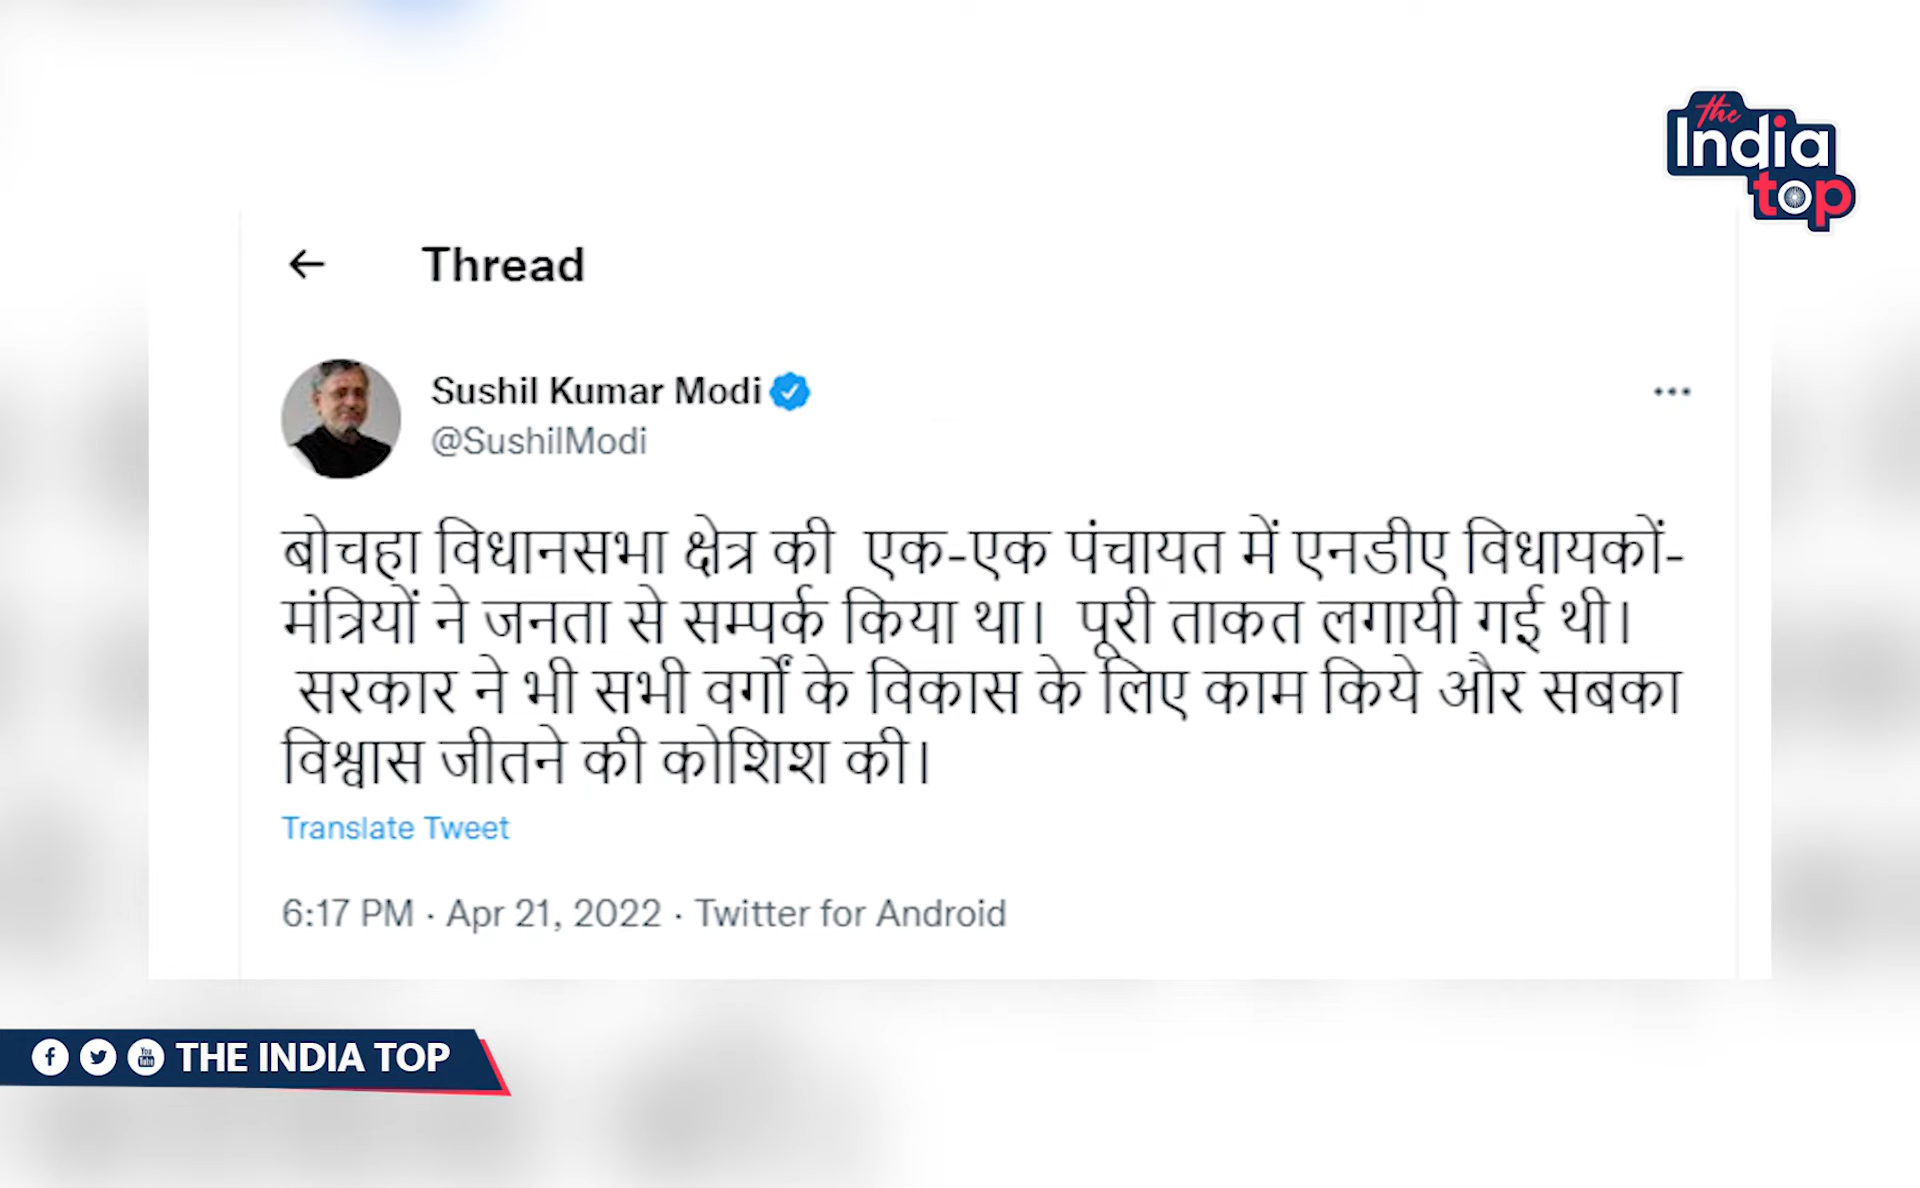 the
India
top
Thread
Sushil Kumar Modi
@SushilModi
बोचहा विधानसभा क्षेत्र की एक-एक पंचायत में एनडीए विधायकों-
मंत्रियों ने जनता से सम्पर्क किया था। पूरी ताकत लगायी गई थी।
सरकार ने भी सभी वर्गों के विकास के लिए काम किये और सबका
विश्वास जीतने की कोशिश की।
Translate Tweet
6:17 PM · Apr 21, 2022 · Twitter for Android
You Tube THE INDIA TOP